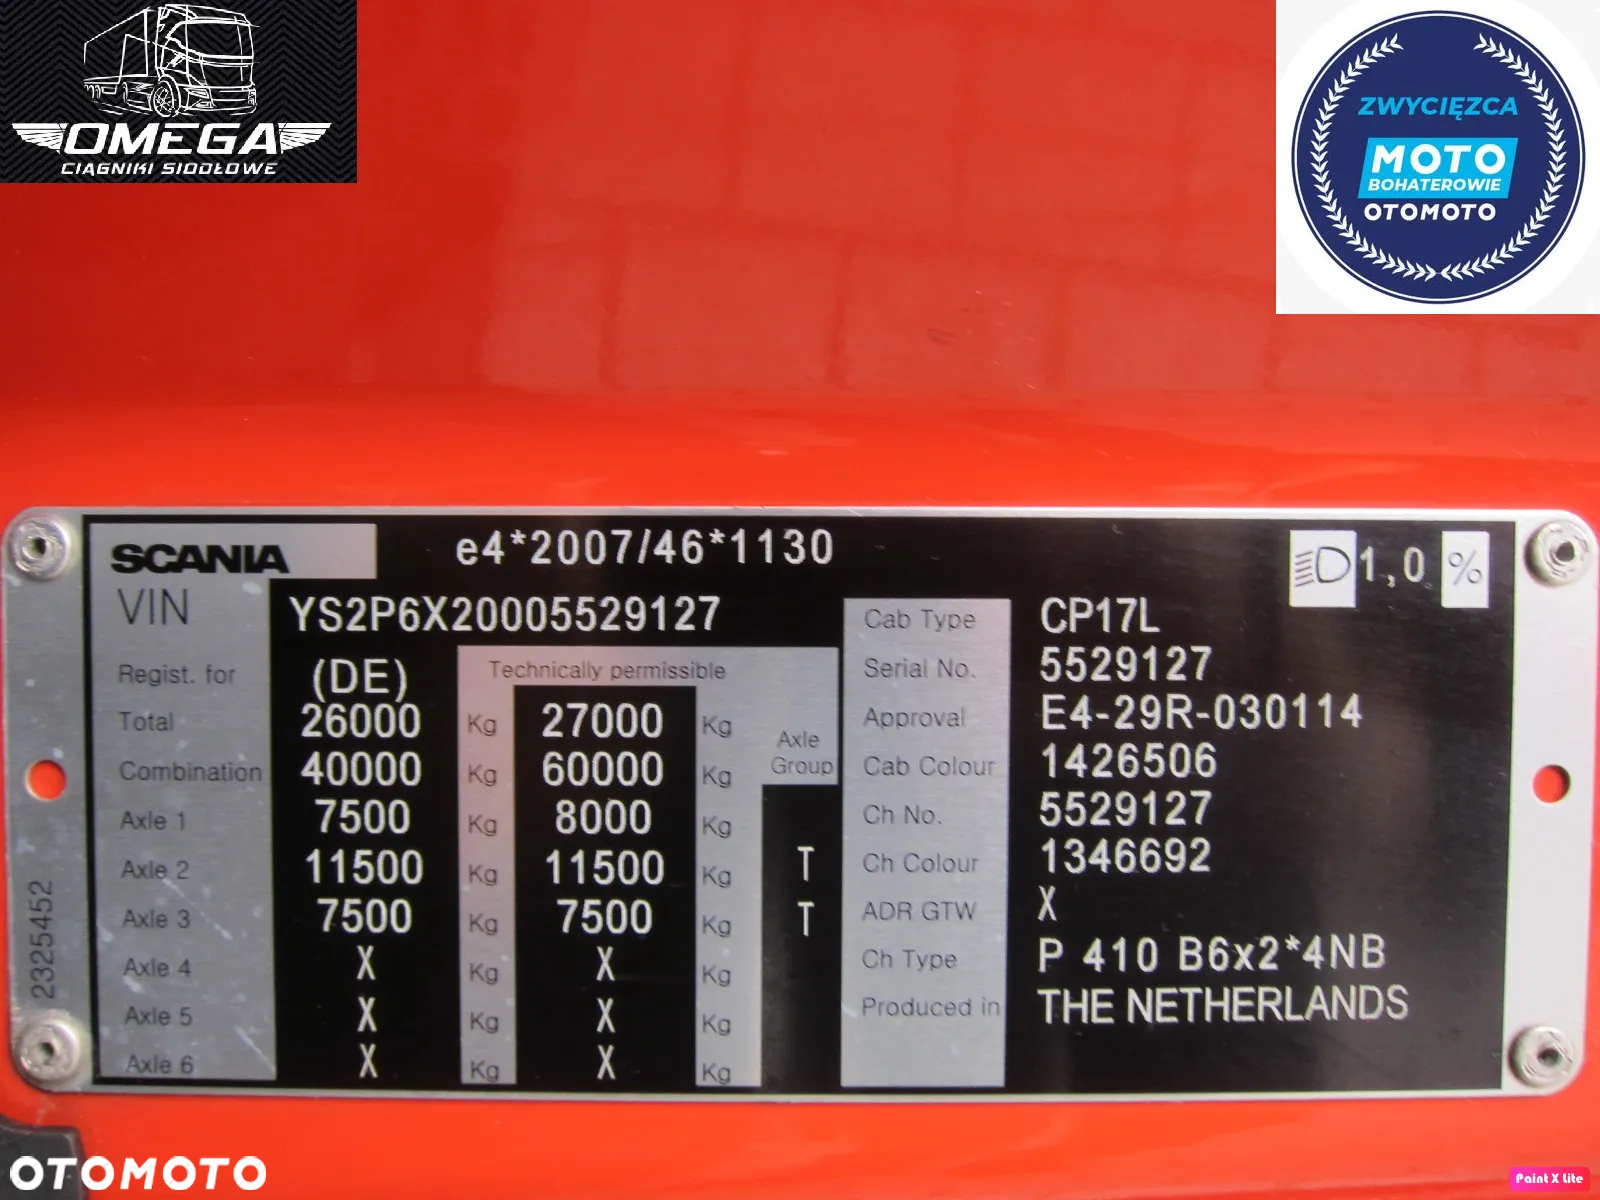 OMEGA
CIĄGNIKI SIODŁOWE
ZWYCIĘZCA
MOTO
BOHATEROWIE
OTOMOTO
SCANIA e4*2007/46*1130 1,0 %
VIN YS2P6X20005529127
Regist. for (DE) Technically permissible
Total 26000 Kg 27000 Kg
Combination 40000 Kg 60000 Kg Axle Group
Axle 1 7500 Kg 8000 Kg
Axle 2 11500 Kg 11500 Kg T
Axle 3 7500 Kg 7500 Kg T
Axle 4 X Kg X Kg
Axle 5 X Kg X Kg
Axle 6 X Kg X Kg
Cab Type CP17L
Serial No. 5529127
Approval E4-29R-030114
Cab Colour 1426506
Ch No. 5529127
Ch Colour 1346692
ADR GTW X
Ch Type P 410 B6x2*4NB
Produced in THE NETHERLANDS
2325452
OTOMOTO
Paint X lite